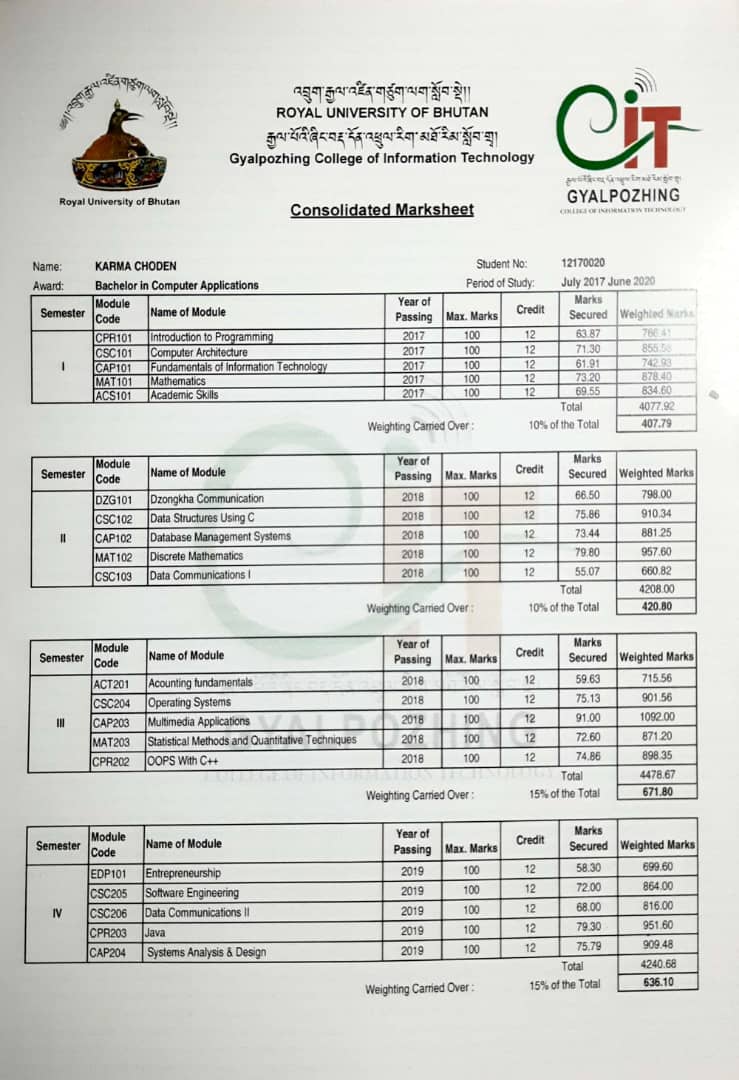 འབྲུག་རྒྱལ་འཛིན་གཙུག་ལག་སློབ་སྡེ།།
ROYAL UNIVERSITY OF BHUTAN
རྒྱལ་པོའི་ཞིང་བརྡ་དོན་འཕྲུལ་རིག་མཐོ་རིམ་སློབ་གྲྭ།
Gyalpozhing College of Information Technology
Royal University of Bhutan
CiT
GYALPOZHING
COLLEGE OF INFORMATION TECHNOLOGY
Consolidated Marksheet
Name: KARMA CHODEN Student No: 12170020
Award: Bachelor in Computer Applications Period of Study: July 2017 June 2020
Semester Module Code Name of Module Year of Passing Max. Marks Credit Marks Secured Weighted Marks
I
CPR101 Introduction to Programming 2017 100 12 63.87 766.41
CSC101 Computer Architecture 2017 100 12 71.30 855.58
CAP101 Fundamentals of Information Technology 2017 100 12 61.91 742.93
MAT101 Mathematics 2017 100 12 73.20 878.40
ACS101 Academic Skills 2017 100 12 69.55 834.60
Total 4077.92
Weighting Carried Over : 10% of the Total 407.79
Semester Module Code Name of Module Year of Passing Max. Marks Credit Marks Secured Weighted Marks
II
DZG101 Dzongkha Communication 2018 100 12 66.50 798.00
CSC102 Data Structures Using C 2018 100 12 75.86 910.34
CAP102 Database Management Systems 2018 100 12 73.44 881.25
MAT102 Discrete Mathematics 2018 100 12 79.80 957.60
CSC103 Data Communications I 2018 100 12 55.07 660.82
Total 4208.00
Weighting Carried Over : 10% of the Total 420.80
Semester Module Code Name of Module Year of Passing Max. Marks Credit Marks Secured Weighted Marks
III
ACT201 Acounting fundamentals 2018 100 12 59.63 715.56
CSC204 Operating Systems 2018 100 12 75.13 901.56
CAP203 Multimedia Applications 2018 100 12 91.00 1092.00
MAT203 Statistical Methods and Quantitative Techniques 2018 100 12 72.60 871.20
CPR202 OOPS With C++ 2018 100 12 74.86 898.35
Total 4478.67
Weighting Carried Over : 15% of the Total 671.80
Semester Module Code Name of Module Year of Passing Max. Marks Credit Marks Secured Weighted Marks
IV
EDP101 Entrepreneurship 2019 100 12 58.30 699.60
CSC205 Software Engineering 2019 100 12 72.00 864.00
CSC206 Data Communications II 2019 100 12 68.00 816.00
CPR203 Java 2019 100 12 79.30 951.60
CAP204 Systems Analysis & Design 2019 100 12 75.79 909.48
Total 4240.68
Weighting Carried Over : 15% of the Total 636.10
GYALPOZHING
COLLEGE OF INFORMATION TECHNOLOGY